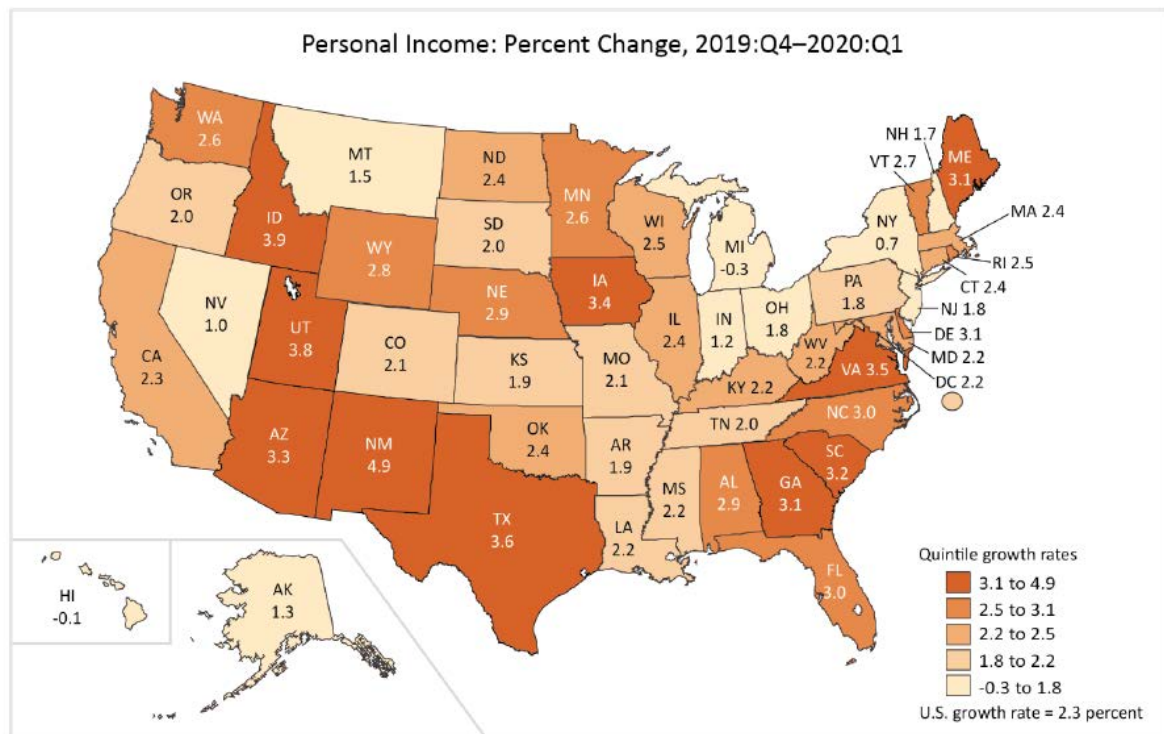 Personal Income: Percent Change, 2019:Q4–2020:Q1
WA
2.6
MT
1.5
ND
2.4
MN
2.6
NH 1.7
VT 2.7
ME
3.1
OR
2.0
ID
3.9
SD
2.0
WI
2.5
MI
-0.3
NY
0.7
MA 2.4
RI 2.5
CT 2.4
WY
2.8
NE
2.9
IA
3.4
PA
1.8
NJ 1.8
NV
1.0
UT
3.8
CO
2.1
IL
2.4
IN
1.2
OH
1.8
WV
2.2
DE 3.1
MD 2.2
DC 2.2
CA
2.3
KS
1.9
MO
2.1
KY 2.2
VA 3.5
AZ
3.3
NM
4.9
OK
2.4
AR
1.9
TN 2.0
NC 3.0
SC
3.2
TX
3.6
LA
2.2
MS
2.2
AL
2.9
GA
3.1
FL
3.0
HI
-0.1
AK
1.3
Quintile growth rates
3.1 to 4.9
2.5 to 3.1
2.2 to 2.5
1.8 to 2.2
-0.3 to 1.8
U.S. growth rate = 2.3 percent